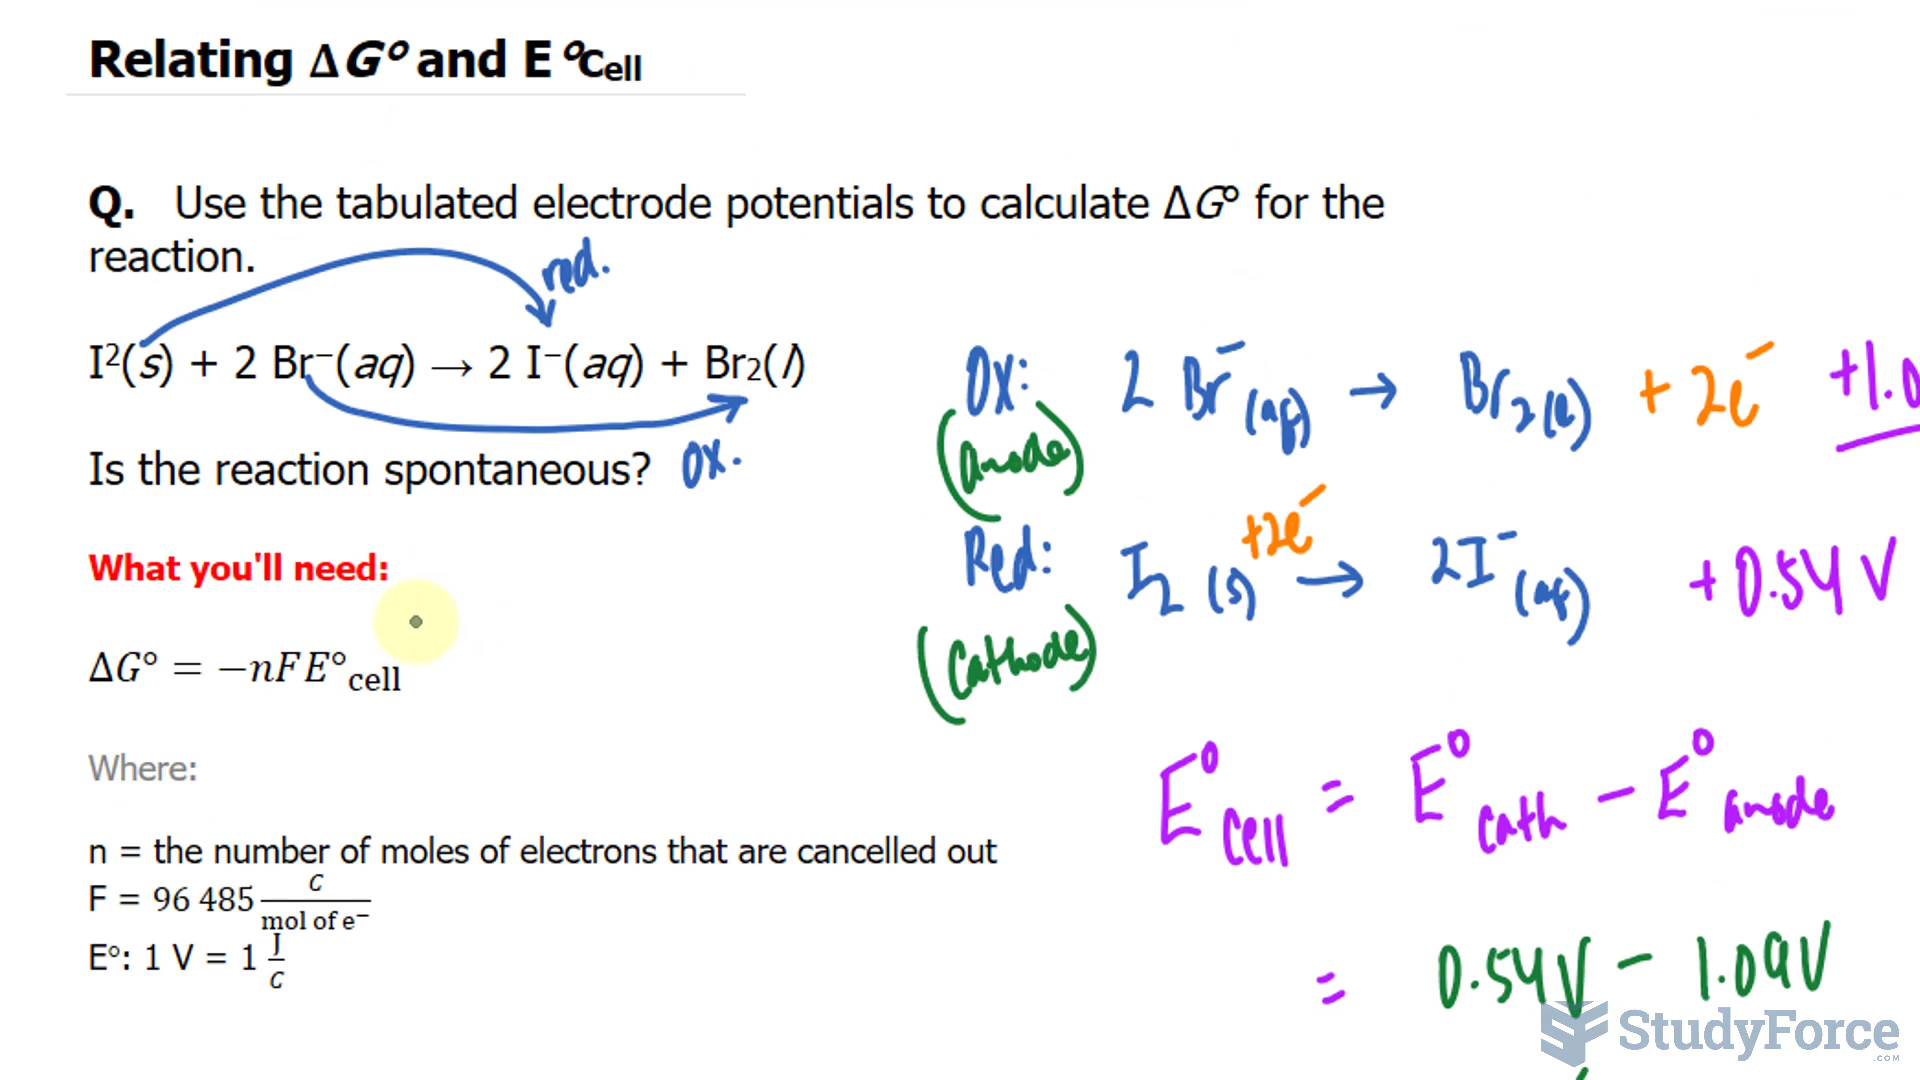 Relating ΔG° and E°Cell
Q. Use the tabulated electrode potentials to calculate ΔG° for the
reaction.
red.
I²(s) + 2 Br⁻(aq) → 2 I⁻(aq) + Br₂(l)
Is the reaction spontaneous? ox.
What you'll need:
ΔG° = −nFE°cell
Where:
n = the number of moles of electrons that are cancelled out
F = 96 485 C/mol of e⁻
E°: 1 V = 1 J/C
Ox: 2 Br⁻(aq) → Br₂(l) + 2e⁻ +1.0
(anode)
Red: I₂(s) +2e⁻ → 2I⁻(aq) +0.54 V
(cathode)
E°cell = E°cath − E°anode
= 0.54V − 1.09V
StudyForce
.COM